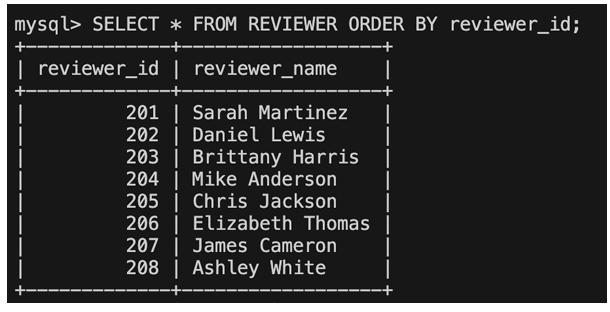 mysql> SELECT * FROM REVIEWER ORDER BY reviewer_id;
+-------------+------------------+
| reviewer_id | reviewer_name    |
+-------------+------------------+
|         201 | Sarah Martinez   |
|         202 | Daniel Lewis     |
|         203 | Brittany Harris  |
|         204 | Mike Anderson    |
|         205 | Chris Jackson    |
|         206 | Elizabeth Thomas |
|         207 | James Cameron    |
|         208 | Ashley White     |
+-------------+------------------+